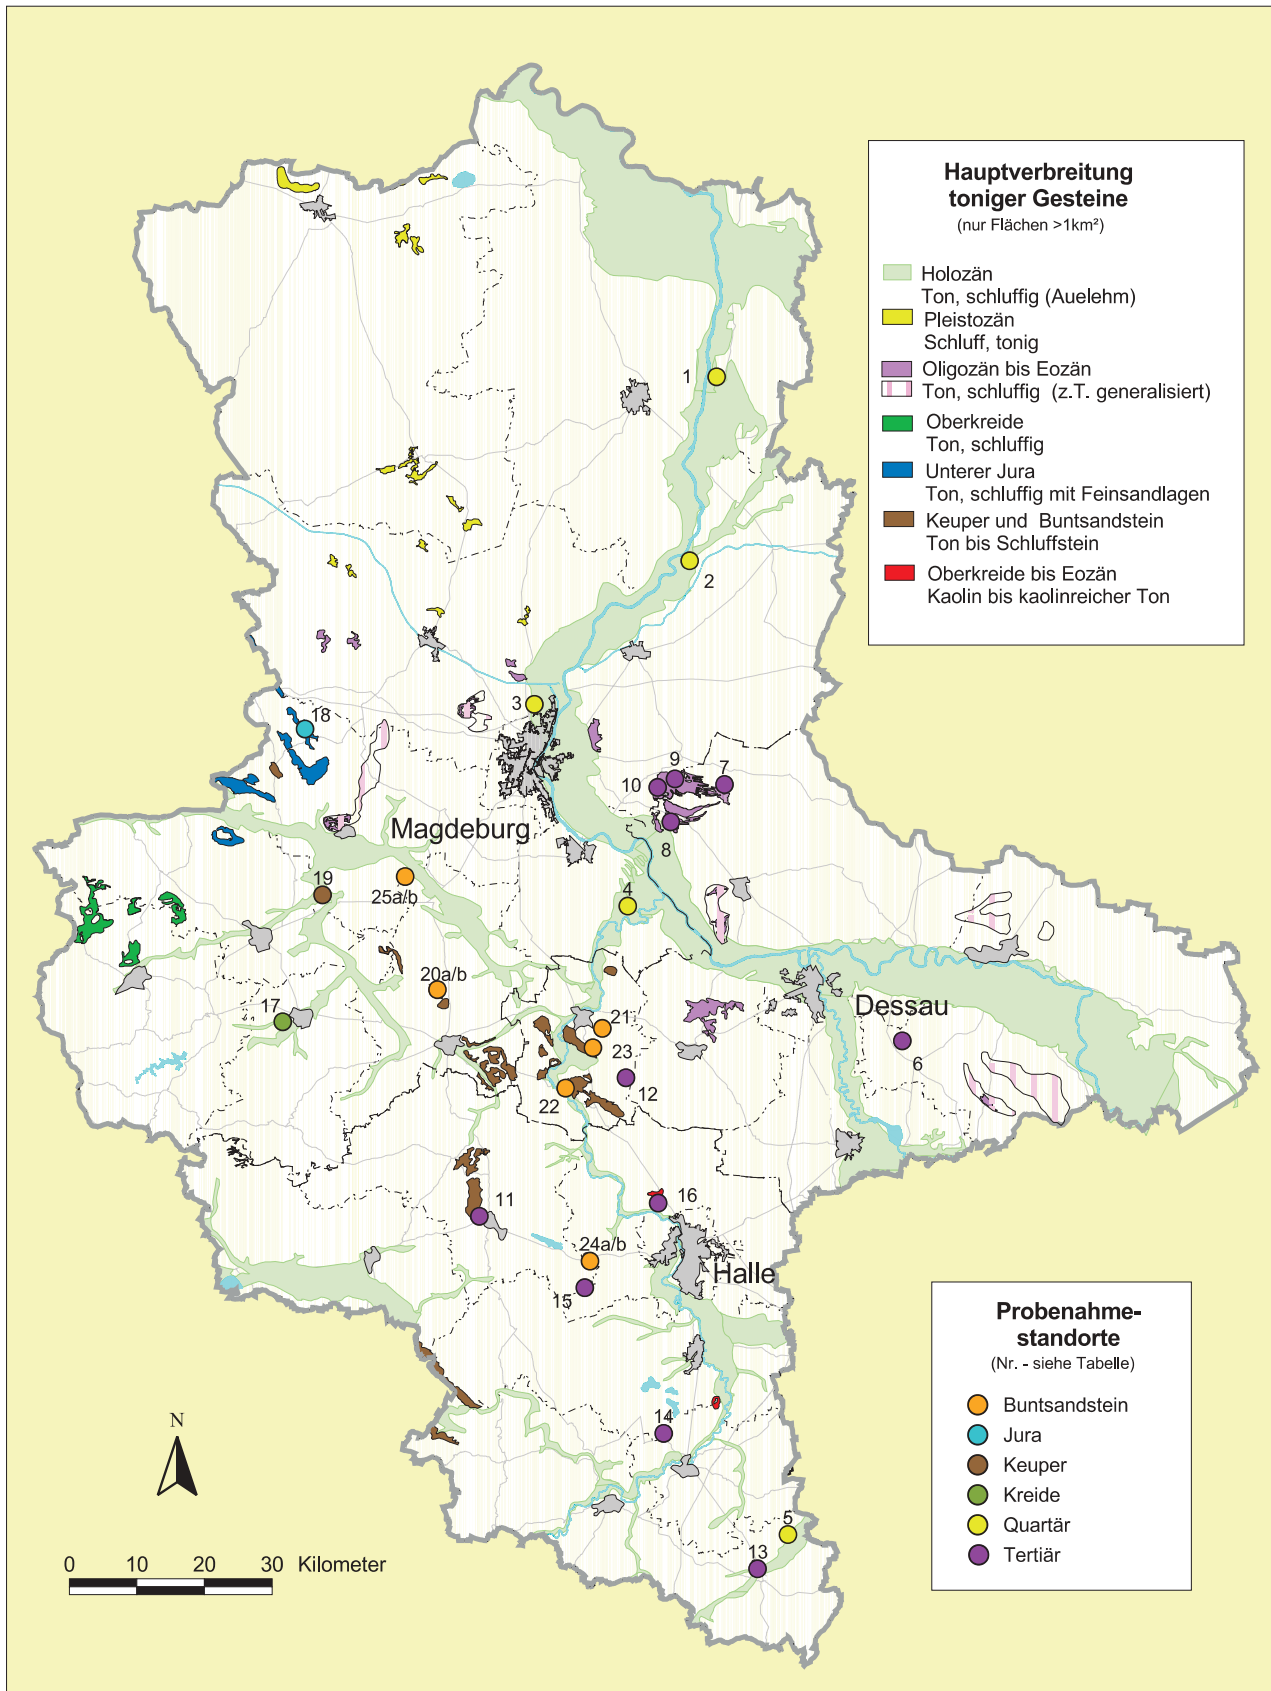 Hauptverbreitung
toniger Gesteine
(nur Flächen >1km²)
Holozän
Ton, schluffig (Auelehm)
Pleistozän
Schluff, tonig
Oligozän bis Eozän
Ton, schluffig (z.T. generalisiert)
Oberkreide
Ton, schluffig
Unterer Jura
Ton, schluffig mit Feinsandlagen
Keuper und Buntsandstein
Ton bis Schluffstein
Oberkreide bis Eozän
Kaolin bis kaolinreicher Ton
1
2
3
18
9
7
10
Magdeburg
8
19
25a/b
4
20a/b
17
21
Dessau
23
6
12
22
11
16
24a/b
Halle
15
14
5
13
Probenahme-
standorte
(Nr. - siehe Tabelle)
Buntsandstein
Jura
Keuper
Kreide
Quartär
Tertiär
N
0 10 20 30 Kilometer